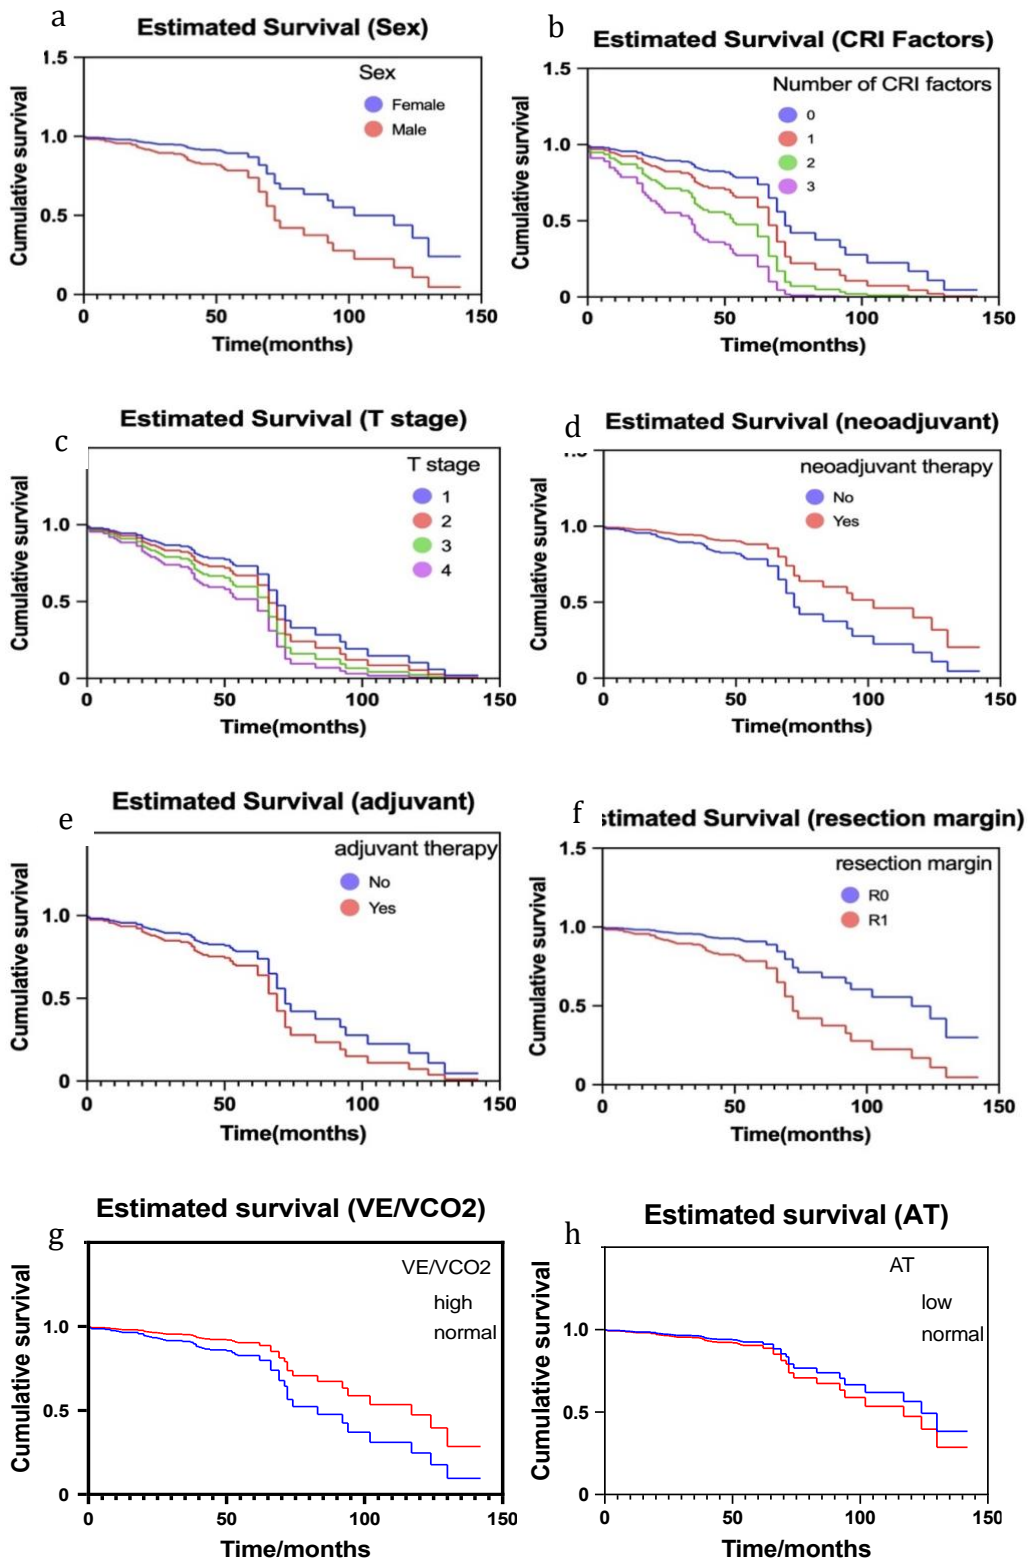 a
Estimated Survival (Sex)
1.5
1.0
0.5
0
Cumulative survival
Sex
Female
Male
0 50 100 150
Time(months)
b
Estimated Survival (CRI Factors)
1.5
1.0
0.5
0
Cumulative survival
Number of CRI factors
0
1
2
3
0 50 100 150
Time(months)
c
Estimated Survival (T stage)
1.0
0.5
0
Cumulative survival
T stage
1
2
3
4
0 50 100 150
Time(months)
d
Estimated Survival (neoadjuvant)
1.0
0.5
0
Cumulative survival
neoadjuvant therapy
No
Yes
0 50 100 150
Time(months)
e
Estimated Survival (adjuvant)
1.0
0.5
0
Cumulative survival
adjuvant therapy
No
Yes
0 50 100 150
Time(months)
f
stimated Survival (resection margin)
1.5
1.0
0.5
0
Cumulative survival
resection margin
R0
R1
0 50 100 150
Time(months)
g
Estimated survival (VE/VCO2)
1.0
0.5
0
Cumulative survival
VE/VCO2
high
normal
0 50 100 150
Time/months
h
Estimated survival (AT)
1.0
0.5
0
Cumulative survival
AT
low
normal
0 50 100 150
Time/months